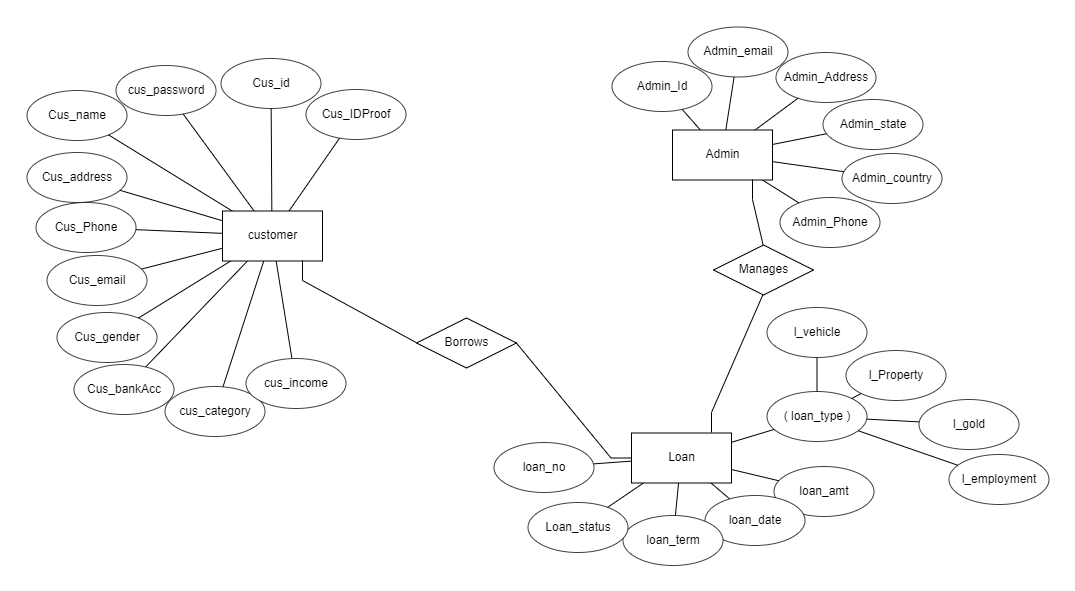 Admin_email
Cus_id
Admin_Address
cus_password
Admin_Id
Cus_name
Cus_IDProof
Admin_state
Admin
Cus_address
Admin_country
Admin_Phone
Cus_Phone
customer
Manages
Cus_email
l_vehicle
Cus_gender
Borrows
l_Property
cus_income
Cus_bankAcc
cus_category
( loan_type )
l_gold
Loan
loan_no
l_employment
loan_amt
loan_date
Loan_status
loan_term